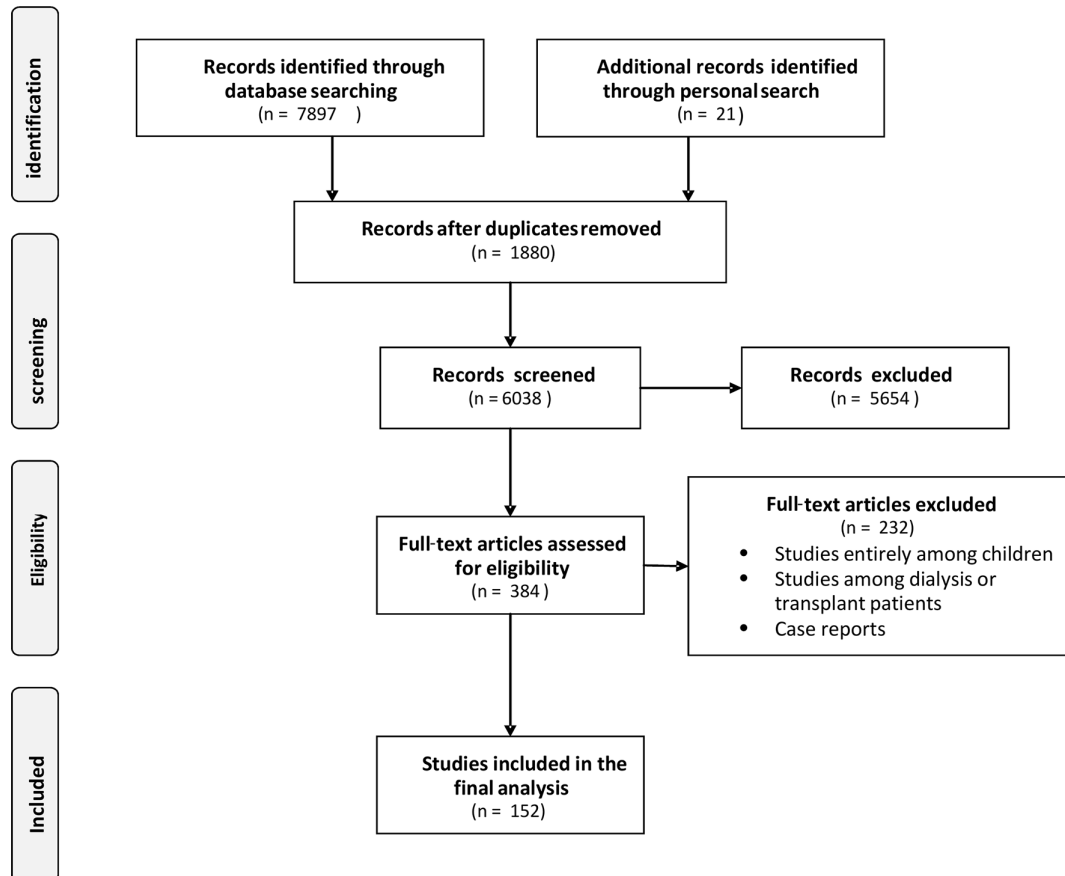 identification
Records identified through
database searching
(n = 7897 )
Additional records identified
through personal search
(n = 21)
Records after duplicates removed
(n = 1880)
screening
Records screened
(n = 6038 )
Records excluded
(n = 5654 )
Eligibility
Full-text articles assessed
for eligibility
(n = 384 )
Full-text articles excluded
(n = 232)
• Studies entirely among children
• Studies among dialysis or
transplant patients
• Case reports
Included
Studies included in the
final analysis
(n = 152)